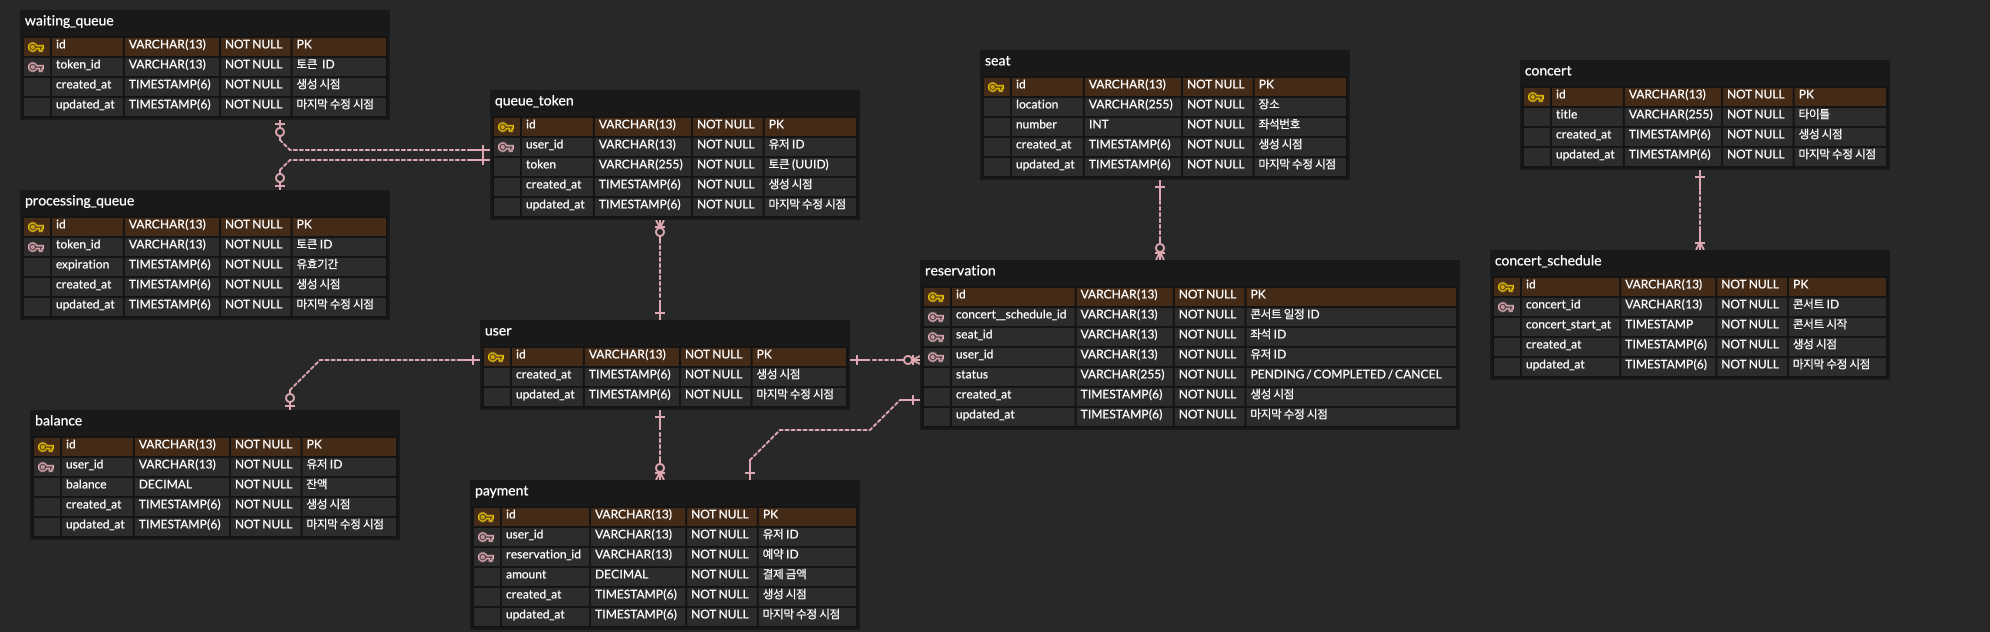 waiting_queue
id VARCHAR(13) NOT NULL PK
token_id VARCHAR(13) NOT NULL 토큰 ID
created_at TIMESTAMP(6) NOT NULL 생성 시점
updated_at TIMESTAMP(6) NOT NULL 마지막 수정 시점
processing_queue
id VARCHAR(13) NOT NULL PK
token_id VARCHAR(13) NOT NULL 토큰 ID
expiration TIMESTAMP(6) NOT NULL 유효기간
created_at TIMESTAMP(6) NOT NULL 생성 시점
updated_at TIMESTAMP(6) NOT NULL 마지막 수정 시점
queue_token
id VARCHAR(13) NOT NULL PK
user_id VARCHAR(13) NOT NULL 유저 ID
token VARCHAR(255) NOT NULL 토큰 (UUID)
created_at TIMESTAMP(6) NOT NULL 생성 시점
updated_at TIMESTAMP(6) NOT NULL 마지막 수정 시점
user
id VARCHAR(13) NOT NULL PK
created_at TIMESTAMP(6) NOT NULL 생성 시점
updated_at TIMESTAMP(6) NOT NULL 마지막 수정 시점
balance
id VARCHAR(13) NOT NULL PK
user_id VARCHAR(13) NOT NULL 유저 ID
balance DECIMAL NOT NULL 잔액
created_at TIMESTAMP(6) NOT NULL 생성 시점
updated_at TIMESTAMP(6) NOT NULL 마지막 수정 시점
payment
id VARCHAR(13) NOT NULL PK
user_id VARCHAR(13) NOT NULL 유저 ID
reservation_id VARCHAR(13) NOT NULL 예약 ID
amount DECIMAL NOT NULL 결제 금액
created_at TIMESTAMP(6) NOT NULL 생성 시점
updated_at TIMESTAMP(6) NOT NULL 마지막 수정 시점
seat
id VARCHAR(13) NOT NULL PK
location VARCHAR(255) NOT NULL 장소
number INT NOT NULL 좌석번호
created_at TIMESTAMP(6) NOT NULL 생성 시점
updated_at TIMESTAMP(6) NOT NULL 마지막 수정 시점
reservation
id VARCHAR(13) NOT NULL PK
concert__schedule_id VARCHAR(13) NOT NULL 콘서트 일정 ID
seat_id VARCHAR(13) NOT NULL 좌석 ID
user_id VARCHAR(13) NOT NULL 유저 ID
status VARCHAR(255) NOT NULL PENDING / COMPLETED / CANCEL
created_at TIMESTAMP(6) NOT NULL 생성 시점
updated_at TIMESTAMP(6) NOT NULL 마지막 수정 시점
concert
id VARCHAR(13) NOT NULL PK
title VARCHAR(255) NOT NULL 타이틀
created_at TIMESTAMP(6) NOT NULL 생성 시점
updated_at TIMESTAMP(6) NOT NULL 마지막 수정 시점
concert_schedule
id VARCHAR(13) NOT NULL PK
concert_id VARCHAR(13) NOT NULL 콘서트 ID
concert_start_at TIMESTAMP NOT NULL 콘서트 시작
created_at TIMESTAMP(6) NOT NULL 생성 시점
updated_at TIMESTAMP(6) NOT NULL 마지막 수정 시점